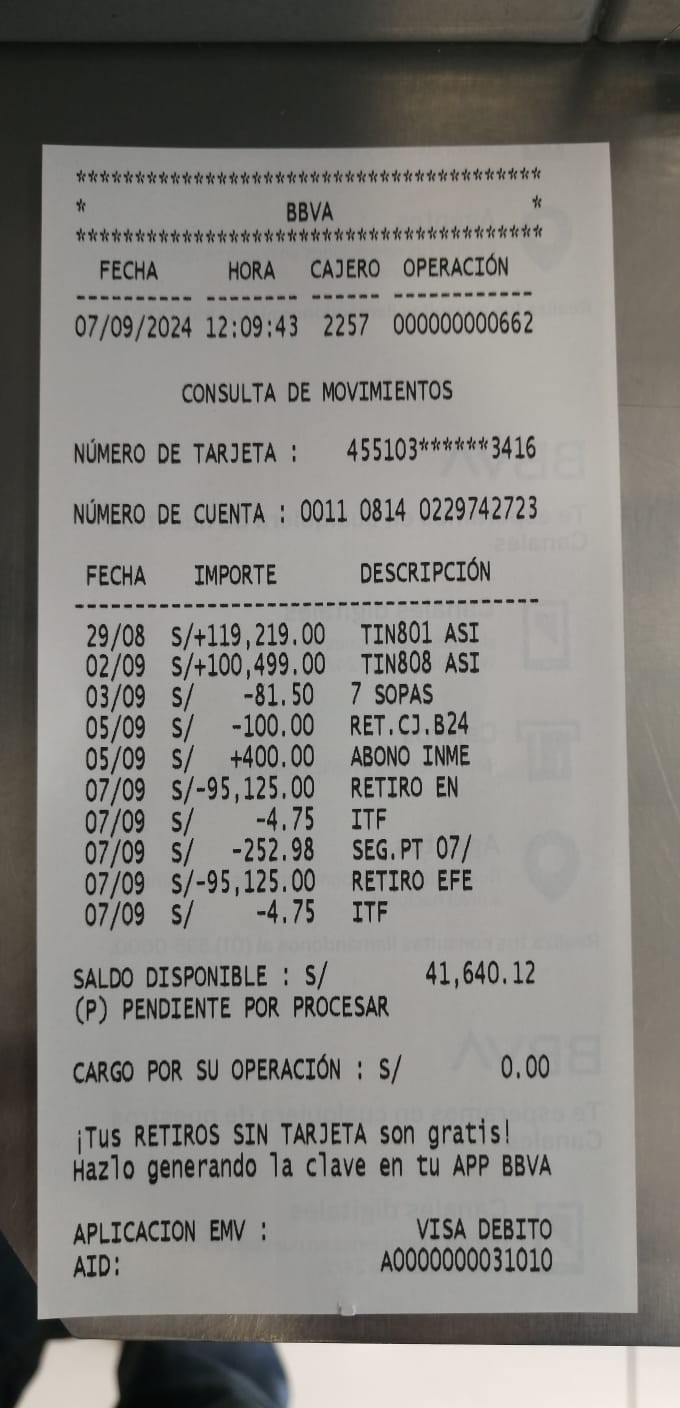 ***************************************
* BBVA *
***************************************
FECHA HORA CAJERO OPERACIÓN
---------- -------- ------ ------------
07/09/2024 12:09:43 2257 000000000662
CONSULTA DE MOVIMIENTOS
NÚMERO DE TARJETA : 455103******3416
NÚMERO DE CUENTA : 0011 0814 0229742723
FECHA IMPORTE DESCRIPCIÓN
---------------------------------------
29/08 S/+119,219.00 TIN801 ASI
02/09 S/+100,499.00 TIN808 ASI
03/09 S/ -81.50 7 SOPAS
05/09 S/ -100.00 RET.CJ.B24
05/09 S/ +400.00 ABONO INME
07/09 S/-95,125.00 RETIRO EN
07/09 S/ -4.75 ITF
07/09 S/ -252.98 SEG.PT 07/
07/09 S/-95,125.00 RETIRO EFE
07/09 S/ -4.75 ITF
SALDO DISPONIBLE : S/ 41,640.12
(P) PENDIENTE POR PROCESAR
CARGO POR SU OPERACIÓN : S/ 0.00
¡Tus RETIROS SIN TARJETA son gratis!
Hazlo generando la clave en tu APP BBVA
APLICACION EMV : VISA DEBITO
AID: A0000000031010